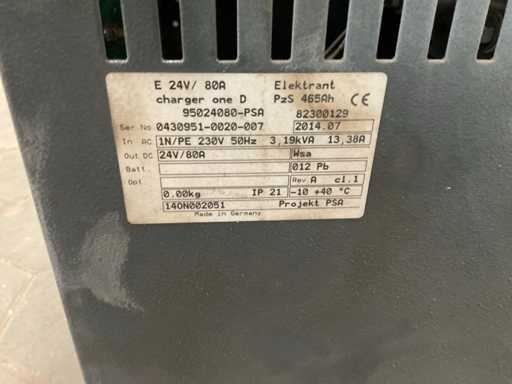 E 24V/ 80A Elektrant
charger one D PzS 465Ah CE
95024080-PSA 82300129
Ser No 0430951-0020-007 2014.07
In AC 1N/PE 230V 50Hz 3,19kVA 13,38A
Out DC 24V/80A Wsa
Batt. 012 Pb
Opt. Rev. A cl.1
0.00kg IP 21 -10 +40 °C
140N002051 Projekt PSA
Made in Germany